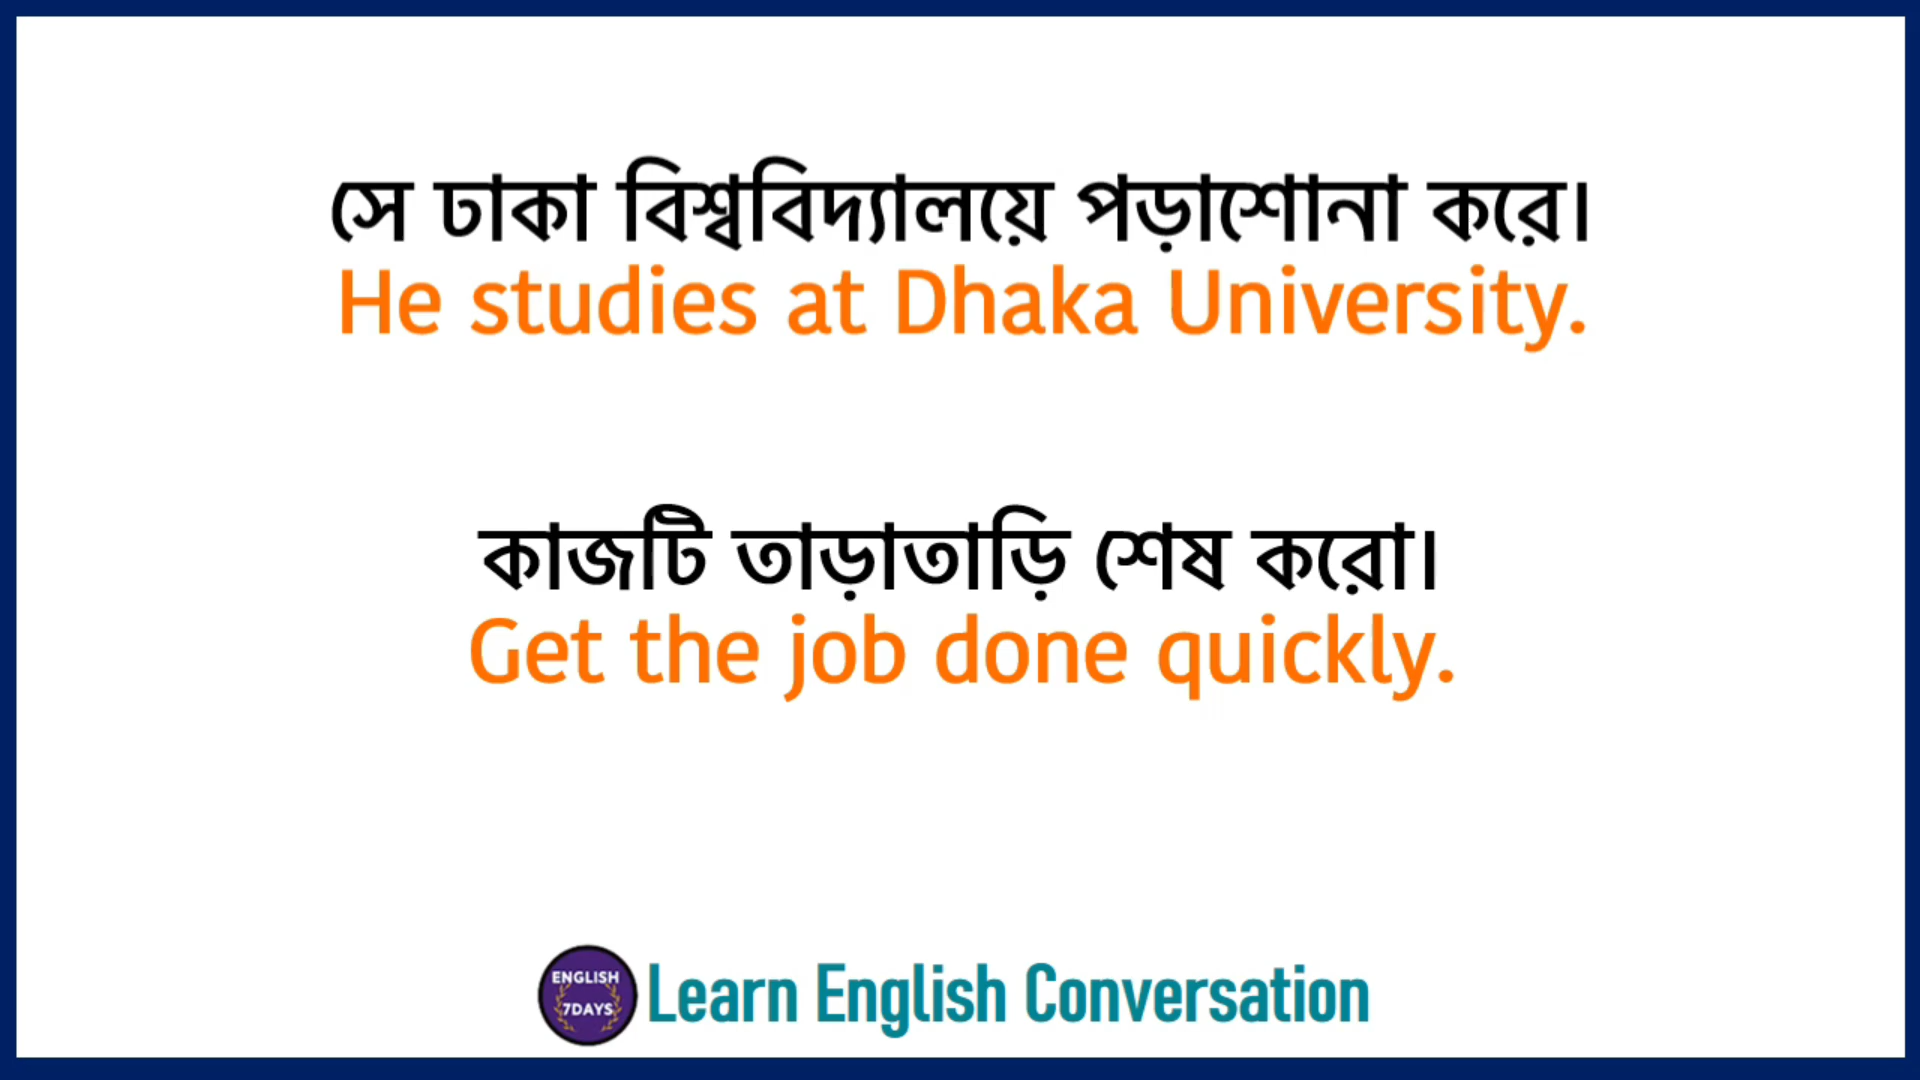 সে ঢাকা বিশ্ববিদ্যালয়ে পড়াশোনা করে।
He studies at Dhaka University.
কাজটি তাড়াতাড়ি শেষ করো।
Get the job done quickly.
ENGLISH
7DAYS
Learn English Conversation